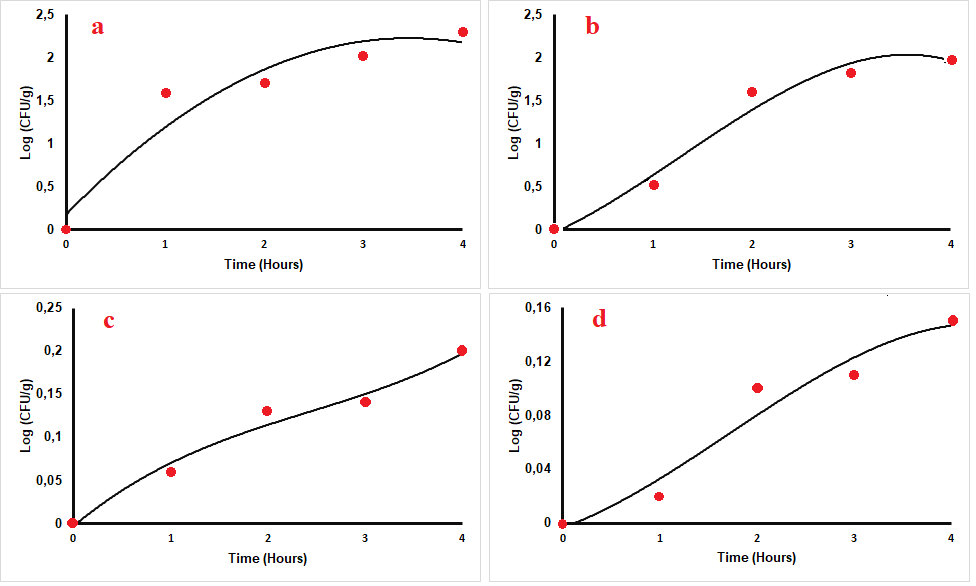 a
2,5
2
1,5
1
0,5
0
Log (CFU/g)
0 1 2 3 4
Time (Hours)
b
2,5
2
1,5
1
0,5
0
Log (CFU/g)
0 1 2 3 4
Time (Hours)
c
0,25
0,2
0,15
0,1
0,05
0
Log (CFU/g)
0 1 2 3 4
Time (Hours)
d
0,16
0,12
0,08
0,04
0
Log (CFU/g)
0 1 2 3 4
Time (Hours)